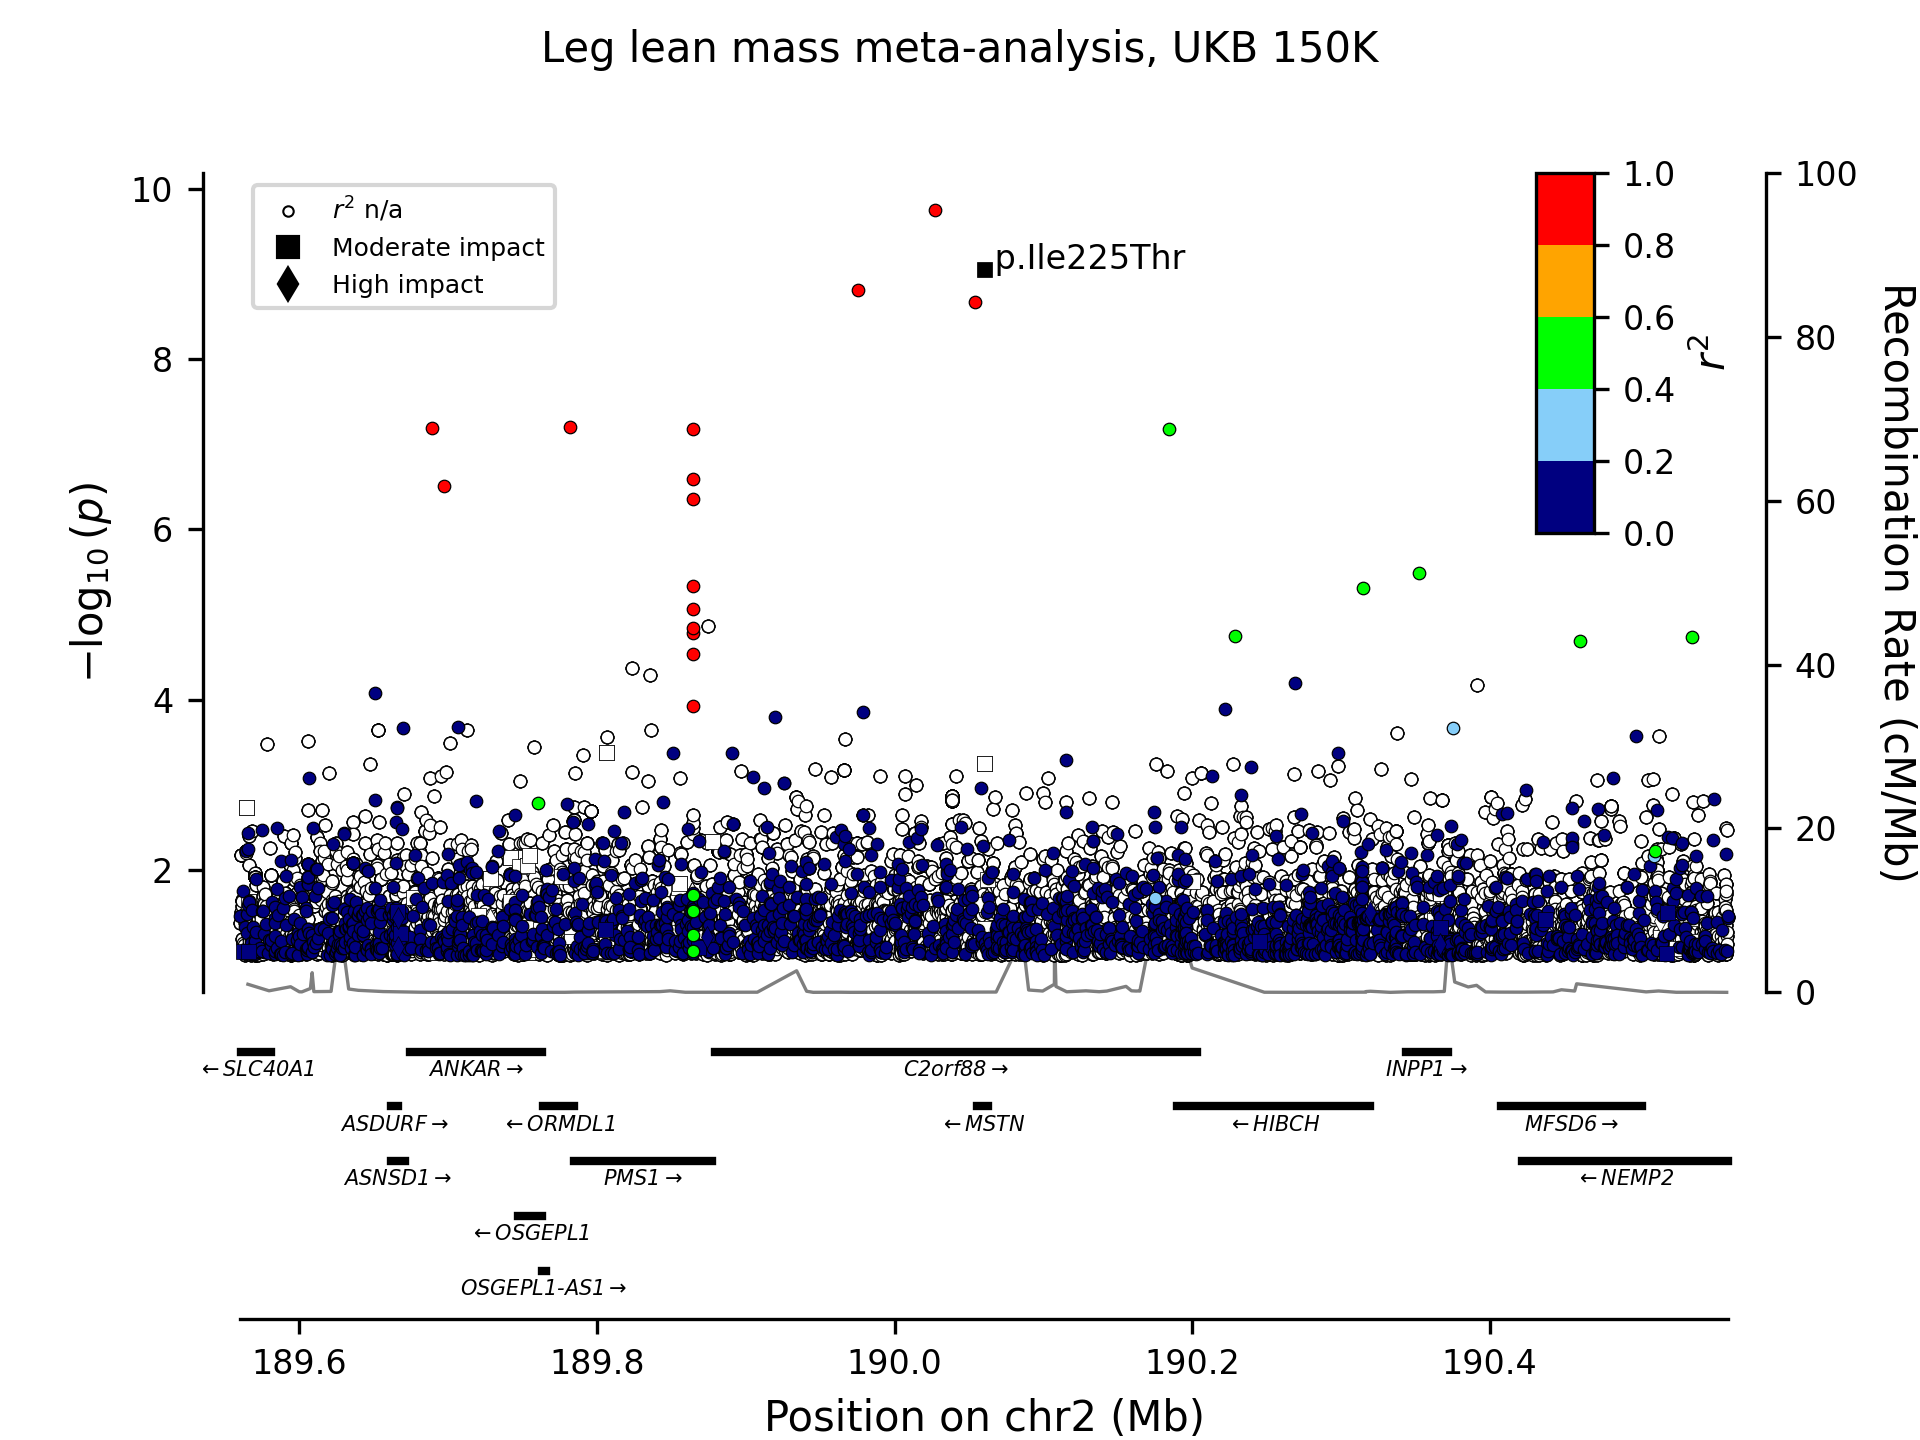 Leg lean mass meta-analysis, UKB 150K
10
8
6
4
2
−log₁₀(p)
r² n/a
Moderate impact
High impact
p.Ile225Thr
1.0
0.8
0.6
0.4
0.2
0.0
r²
100
80
60
40
20
0
Recombination Rate (cM/Mb)
←SLC40A1
ANKAR→
C2orf88→
INPP1→
ASDURF→
←ORMDL1
←MSTN
←HIBCH
MFSD6→
ASNSD1→
PMS1→
←NEMP2
←OSGEPL1
OSGEPL1-AS1→
189.6
189.8
190.0
190.2
190.4
Position on chr2 (Mb)